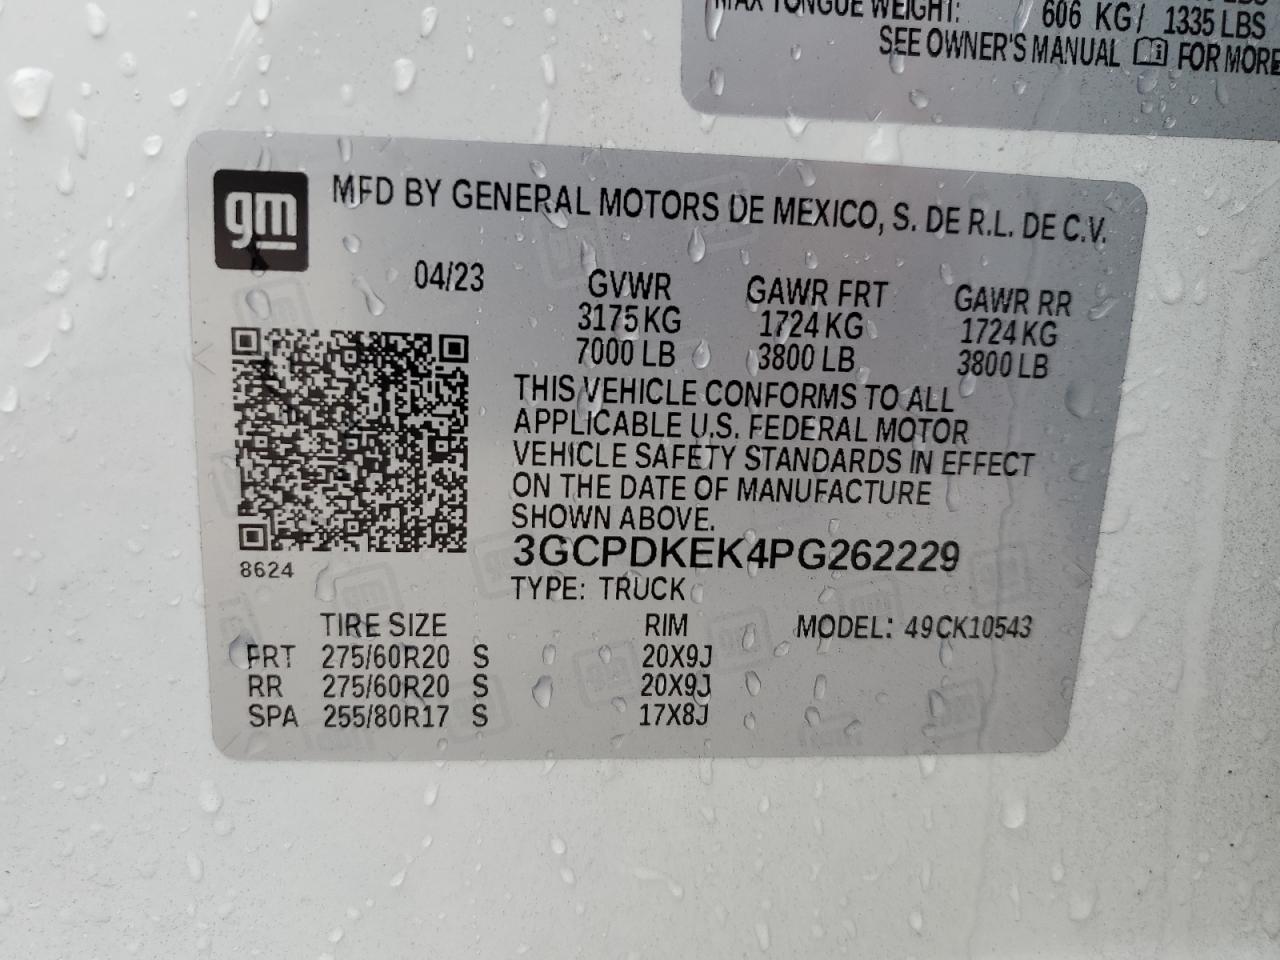 MAX TONGUE WEIGHT: 606 KG/ 1335 LBS
SEE OWNER'S MANUAL FOR MORE
gm
MFD BY GENERAL MOTORS DE MEXICO, S. DE R.L. DE C.V.
04/23 GVWR GAWR FRT GAWR RR
3175 KG 1724 KG 1724 KG
7000 LB 3800 LB 3800 LB
THIS VEHICLE CONFORMS TO ALL
APPLICABLE U.S. FEDERAL MOTOR
VEHICLE SAFETY STANDARDS IN EFFECT
ON THE DATE OF MANUFACTURE
SHOWN ABOVE.
3GCPDKEK4PG262229
8624
TYPE: TRUCK
TIRE SIZE RIM MODEL: 49CK10543
FRT 275/60R20 S 20X9J
RR 275/60R20 S 20X9J
SPA 255/80R17 S 17X8J